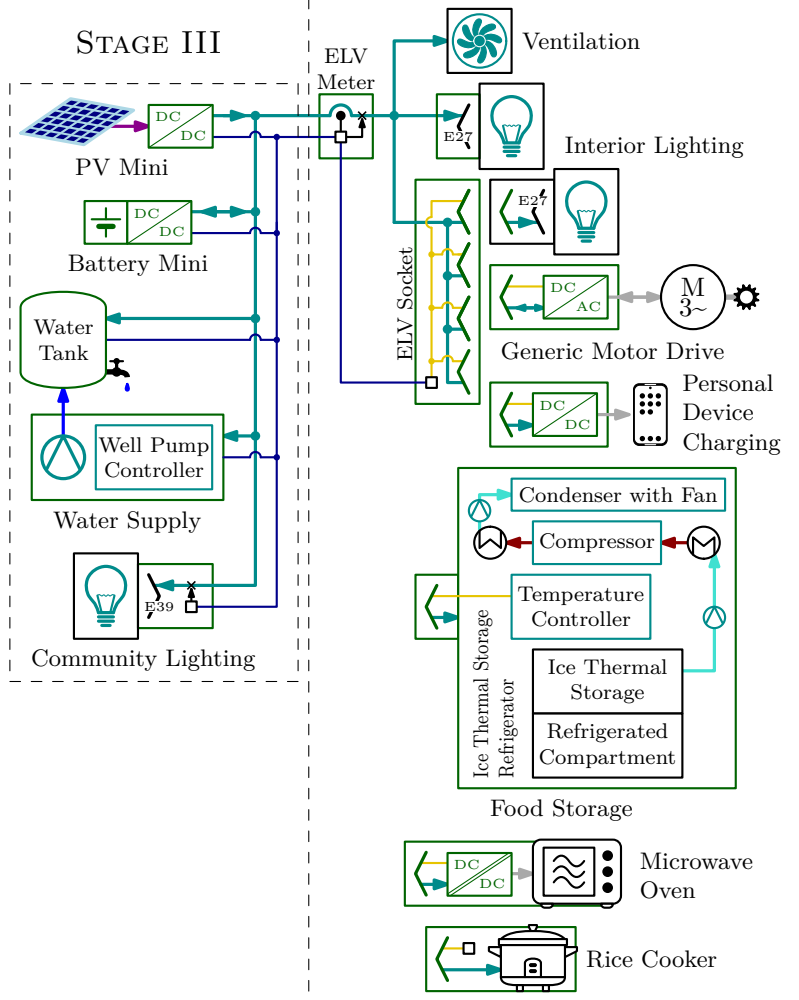 STAGE III
ELV
Meter
Ventilation
DC
DC
PV Mini
E27
Interior Lighting
E27
DC
DC
Battery Mini
ELV Socket
DC
AC
M
3~
Generic Motor Drive
Water
Tank
DC
DC
Personal
Device
Charging
Well Pump
Controller
Water Supply
Condenser with Fan
Compressor
E39
Community Lighting
Temperature
Controller
Ice Thermal Storage
Refrigerator
Ice Thermal
Storage
Refrigerated
Compartment
Food Storage
DC
DC
Microwave
Oven
Rice Cooker